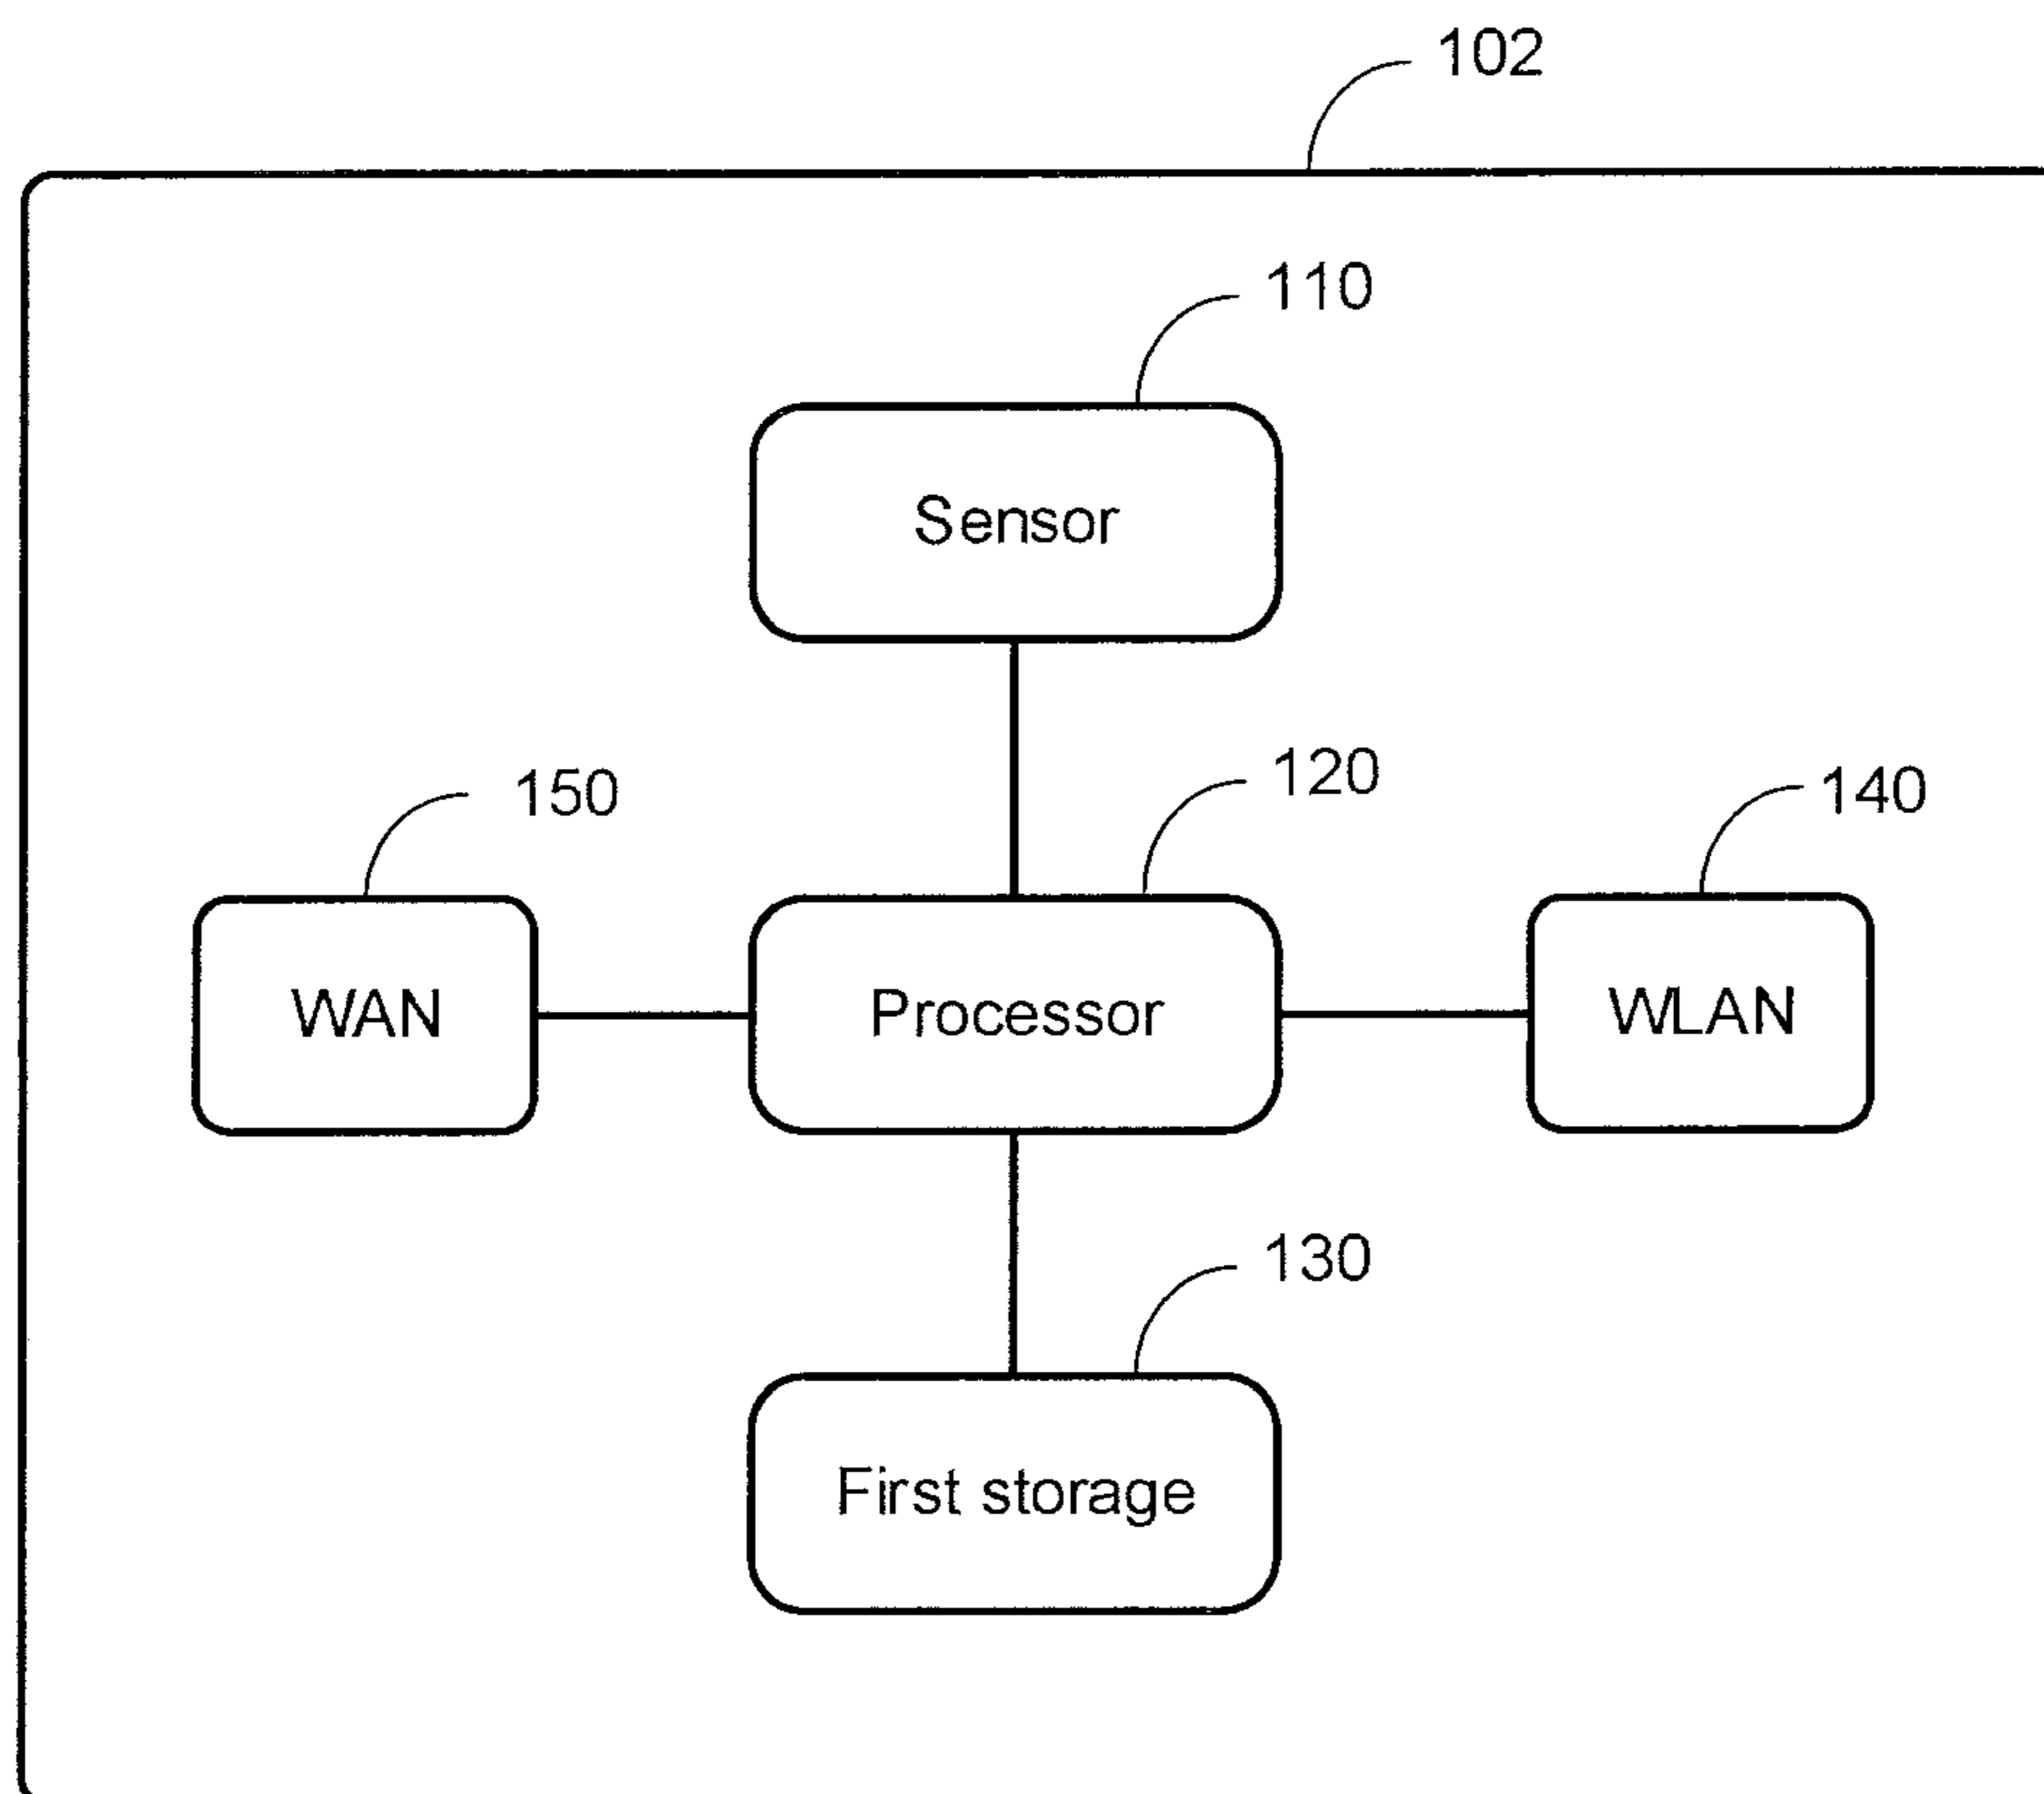 102
110
Sensor
150
120
140
WAN
Processor
WLAN
130
First storage